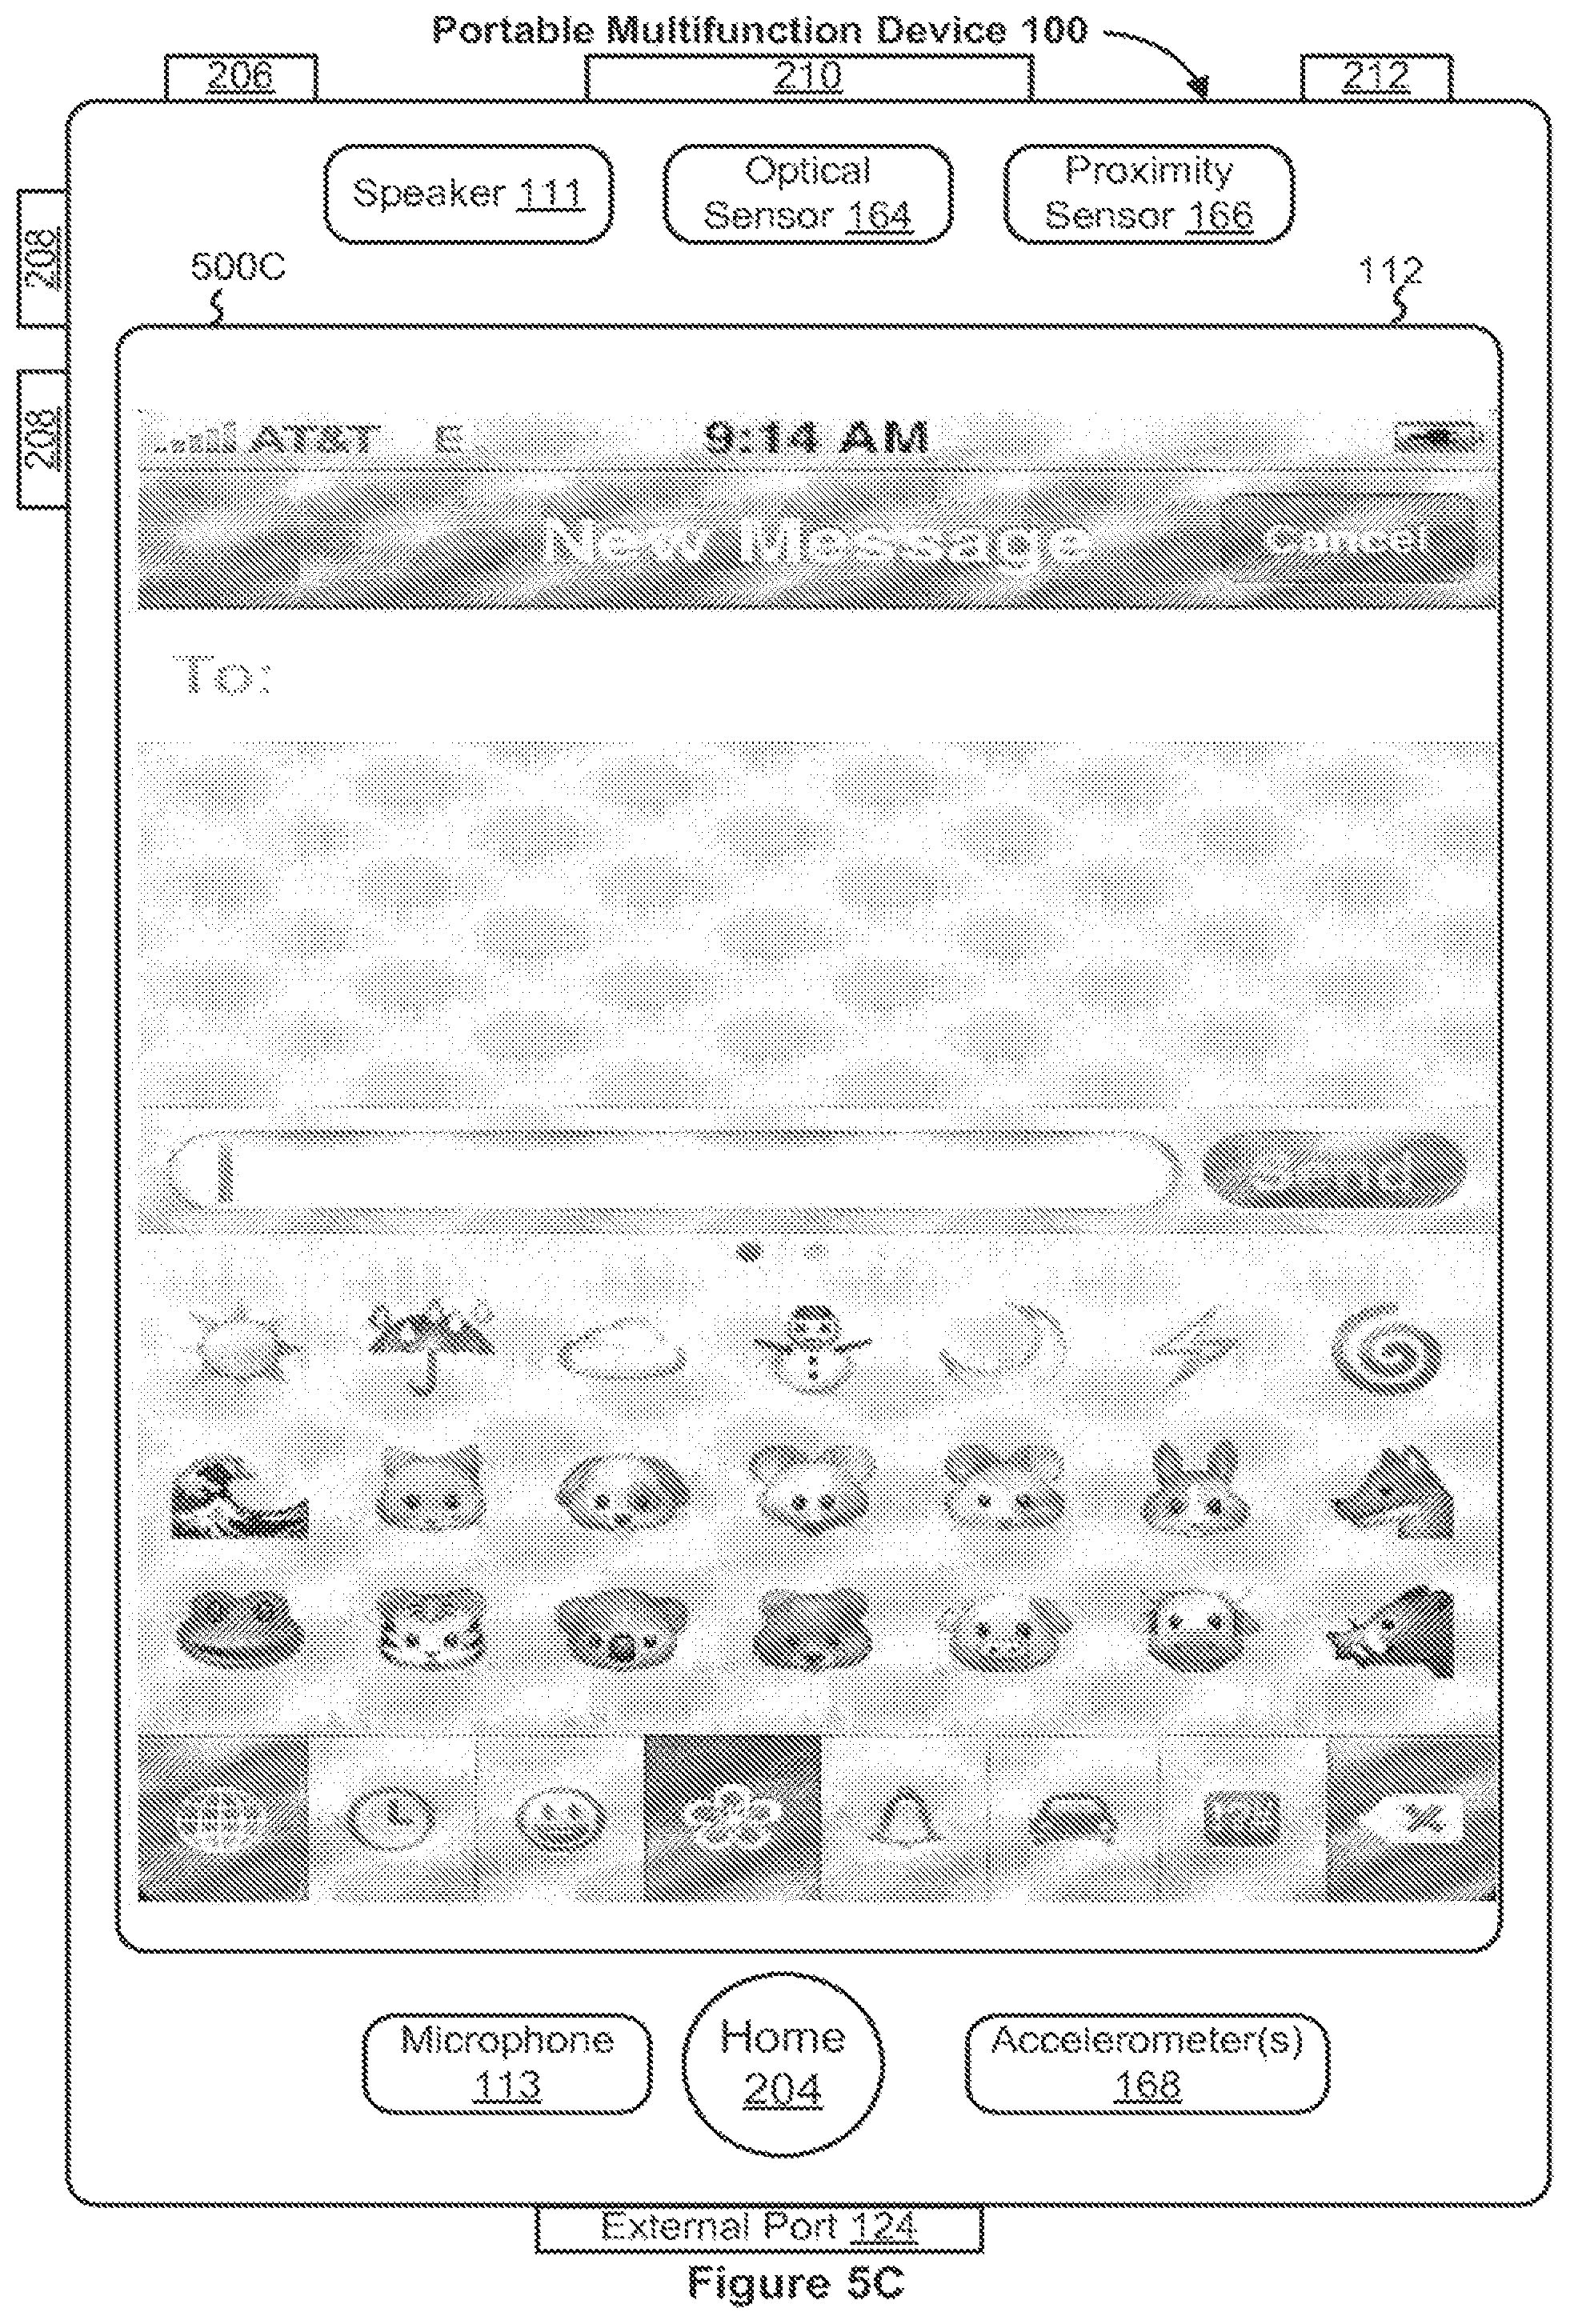 Portable Multifunction Device 100
206
210
212
Speaker 111
Optical
Sensor 164
Proximity
Sensor 166
208
208
500C
112
AT&T E
9:14 AM
New Message
Cancel
To:
Microphone
113
Home
204
Accelerometer(s)
168
External Port 124
Figure 5C